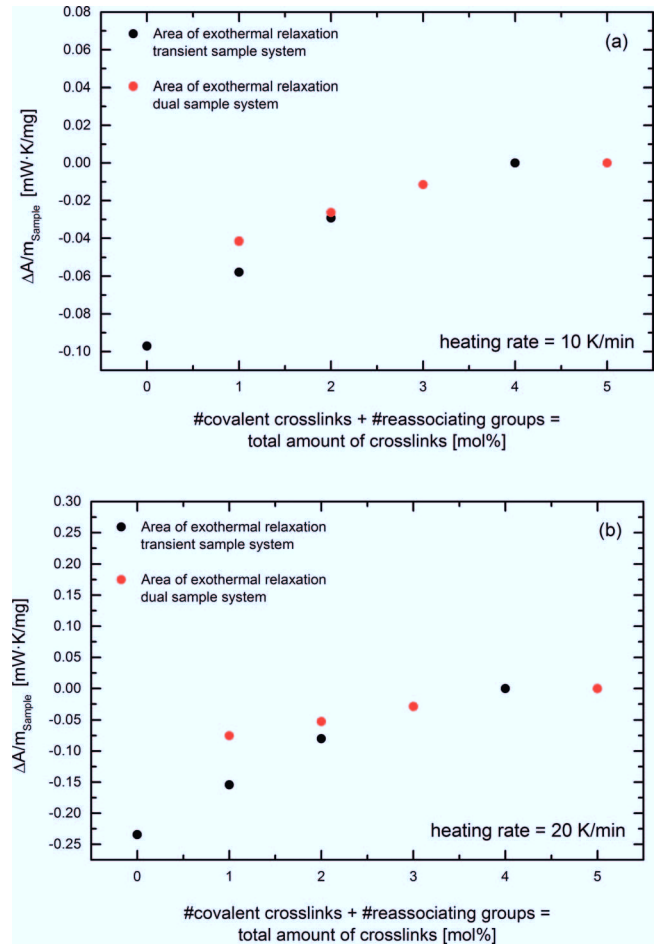 0.08
(a)
Area of exothermal relaxation
transient sample system
0.06
0.04
Area of exothermal relaxation
dual sample system
0.02
0.00
-0.02
-0.04
-0.06
-0.08
-0.10
ΔA/mSample [mW·K/mg]
heating rate = 10 K/min
0 1 2 3 4 5
#covalent crosslinks + #reassociating groups =
total amount of crosslinks [mol%]
0.30
(b)
Area of exothermal relaxation
transient sample system
0.25
0.20
Area of exothermal relaxation
dual sample system
0.15
0.10
0.05
0.00
-0.05
-0.10
-0.15
-0.20
-0.25
ΔA/mSample [mW·K/mg]
heating rate = 20 K/min
0 1 2 3 4 5
#covalent crosslinks + #reassociating groups =
total amount of crosslinks [mol%]